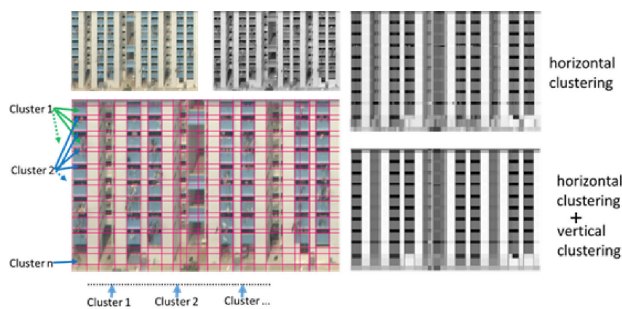 horizontal
clustering
Cluster 1
Cluster 2
Cluster n
horizontal
clustering
+
vertical
clustering
Cluster 1
Cluster 2
Cluster ...